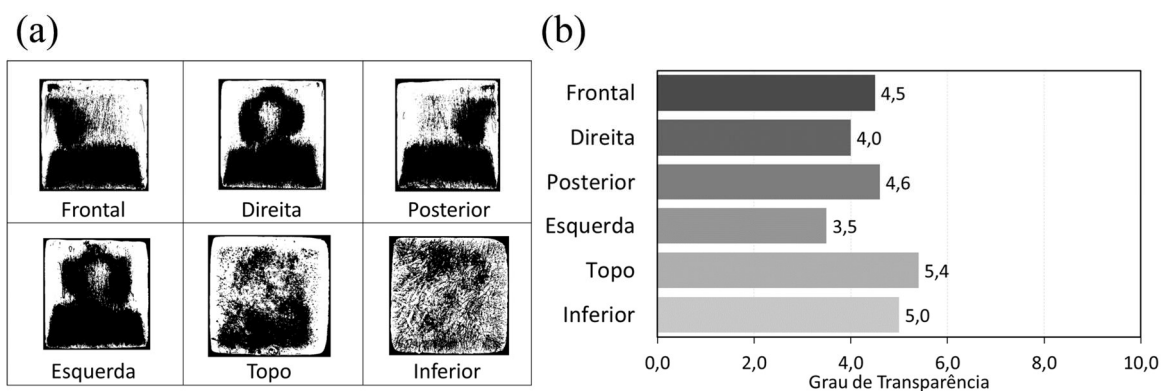 (a)
Frontal
Direita
Posterior
Esquerda
Topo
Inferior
(b)
Frontal
4,5
Direita
4,0
Posterior
4,6
Esquerda
3,5
Topo
5,4
Inferior
5,0
0,0 2,0 4,0 6,0 8,0 10,0
Grau de Transparência